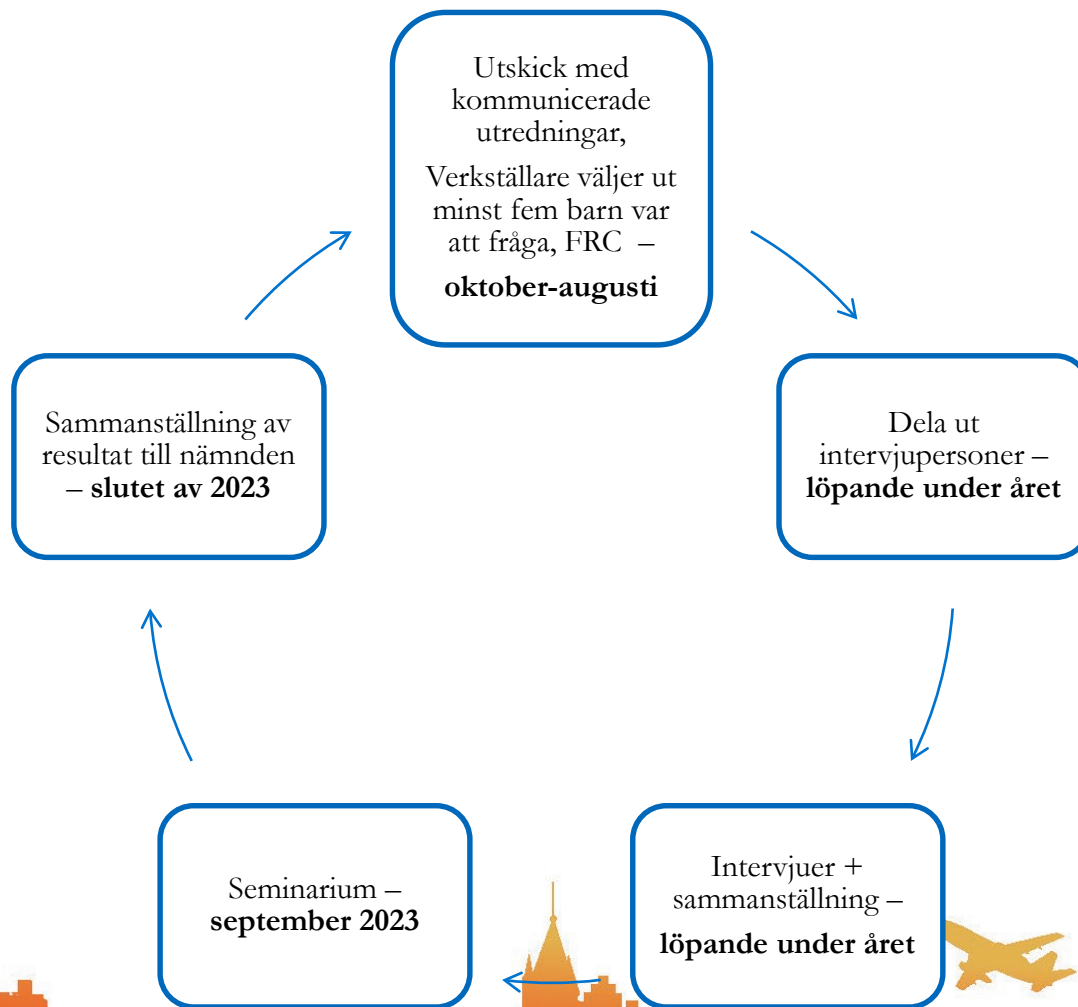 Utskick med
kommunicerade
utredningar,
Verkställare väljer ut
minst fem barn var
att fråga, FRC –
oktober-augusti
Dela ut
intervjupersoner –
löpande under året
Intervjuer +
sammanställning –
löpande under året
Seminarium –
september 2023
Sammanställning av
resultat till nämnden
– slutet av 2023